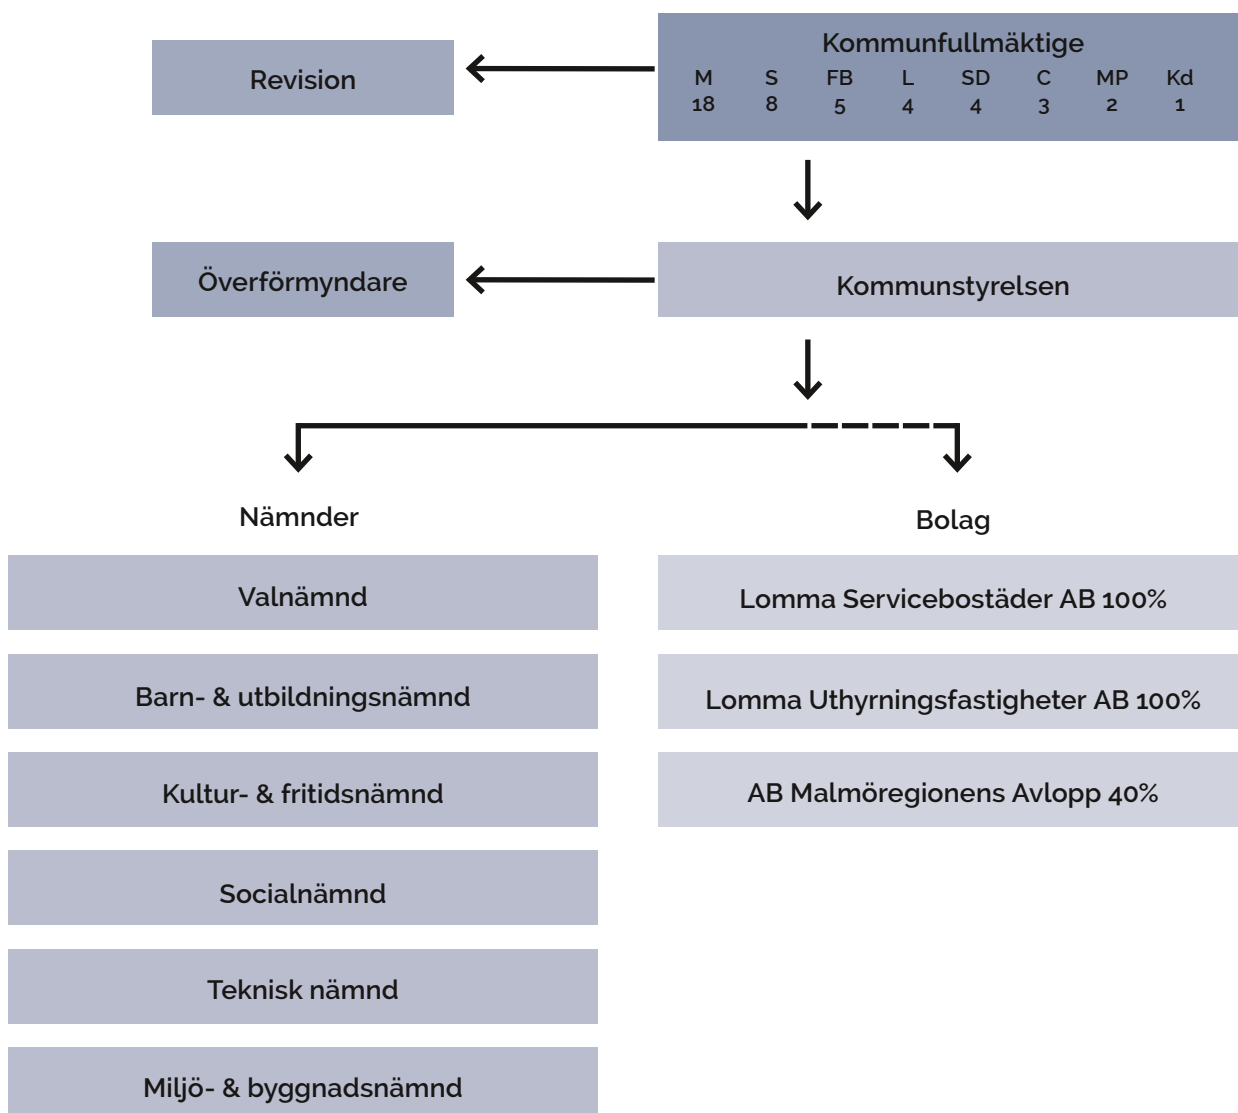 Revision
Kommunfullmäktige
M S FB L SD C MP Kd
18 8 5 4 4 3 2 1
Överförmyndare
Kommunstyrelsen
Nämnder
Valnämnd
Barn- & utbildningsnämnd
Kultur- & fritidsnämnd
Socialnämnd
Teknisk nämnd
Miljö- & byggnadsnämnd
Bolag
Lomma Servicebostäder AB 100%
Lomma Uthyrningsfastigheter AB 100%
AB Malmöregionens Avlopp 40%